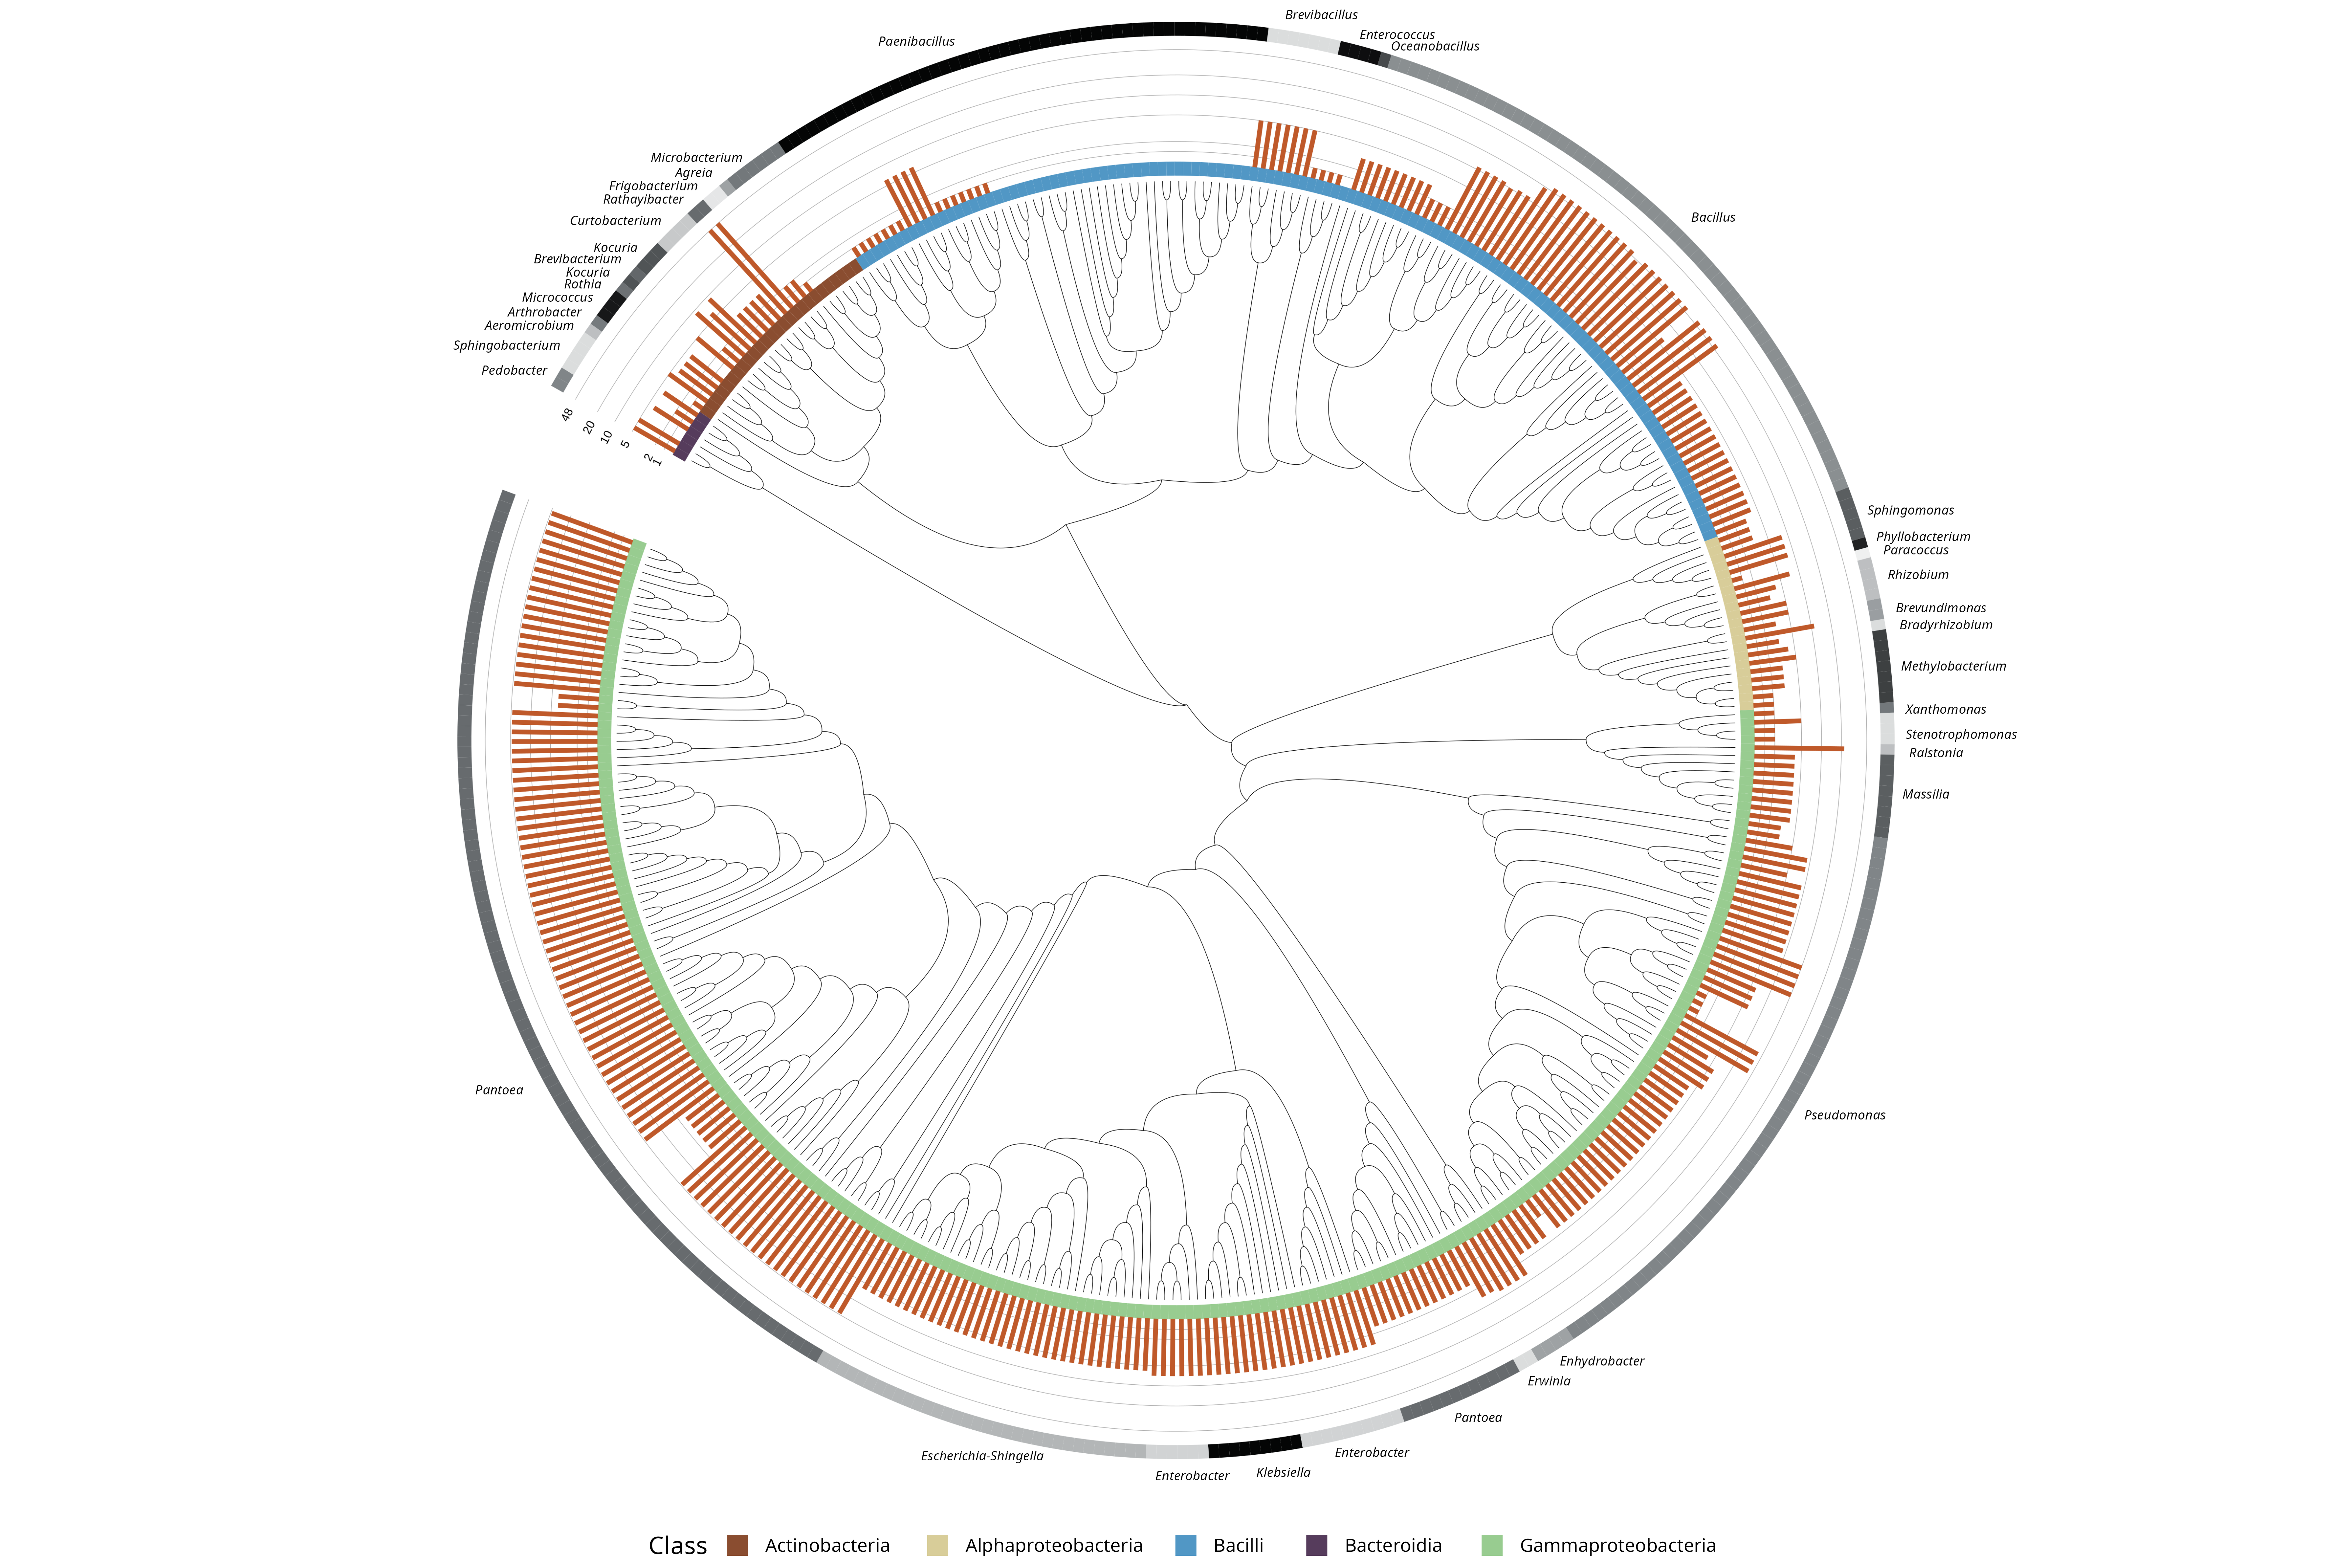 Brevibacillus
Enterococcus
Paenibacillus
Oceanobacillus
Microbacterium
Agreia
Frigobacterium
Rathayibacter
Curtobacterium
Bacillus
Kocuria
Brevibacterium
Kocuria
Rothia
Micrococcus
Arthrobacter
Aeromicrobium
Sphingobacterium
Pedobacter
48
20
10
5
2
1
Sphingomonas
Phyllobacterium
Paracoccus
Rhizobium
Brevundimonas
Bradyrhizobium
Methylobacterium
Xanthomonas
Stenotrophomonas
Ralstonia
Massilia
Pantoea
Pseudomonas
Enhydrobacter
Erwinia
Pantoea
Enterobacter
Escherichia-Shingella
Klebsiella
Enterobacter
Class Actinobacteria Alphaproteobacteria Bacilli Bacteroidia Gammaproteobacteria